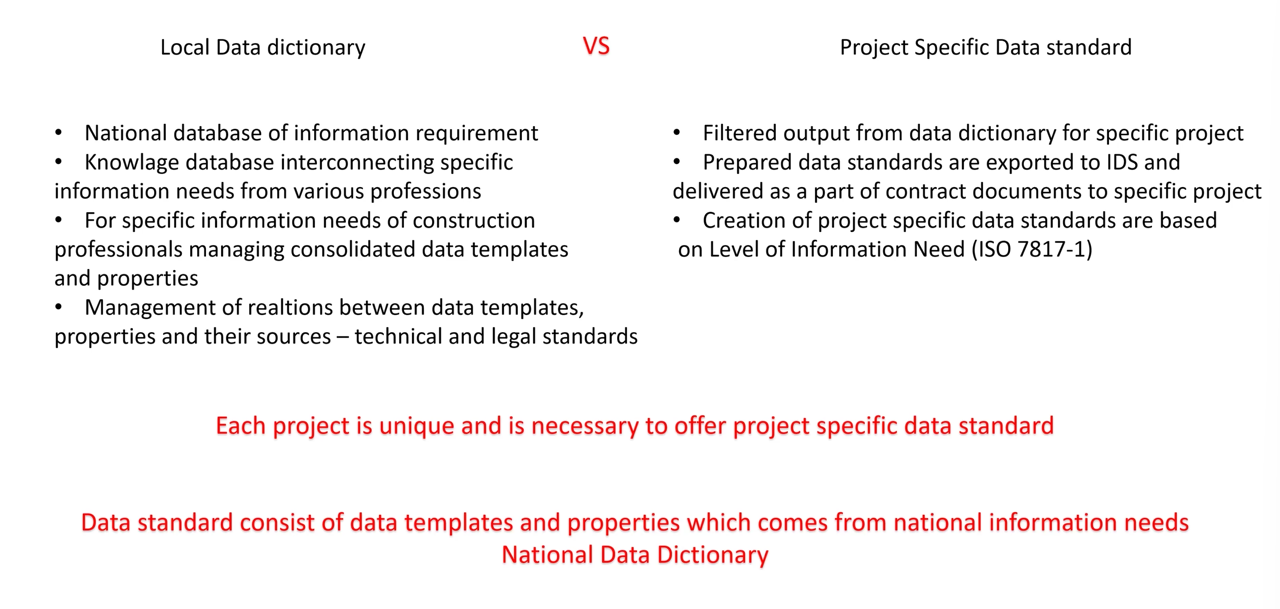 Local Data dictionary
VS
Project Specific Data standard
• National database of information requirement
• Knowlage database interconnecting specific
information needs from various professions
• For specific information needs of construction
professionals managing consolidated data templates
and properties
• Management of realtions between data templates,
properties and their sources – technical and legal standards
• Filtered output from data dictionary for specific project
• Prepared data standards are exported to IDS and
delivered as a part of contract documents to specific project
• Creation of project specific data standards are based
on Level of Information Need (ISO 7817-1)
Each project is unique and is necessary to offer project specific data standard
Data standard consist of data templates and properties which comes from national information needs
National Data Dictionary